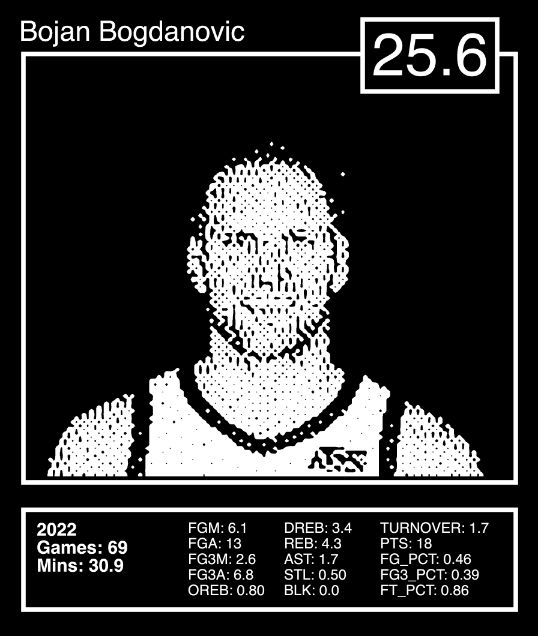 Bojan Bogdanovic
25.6
2022
Games: 69
Mins: 30.9
FGM: 6.1
FGA: 13
FG3M: 2.6
FG3A: 6.8
OREB: 0.80
DREB: 3.4
REB: 4.3
AST: 1.7
STL: 0.50
BLK: 0.0
TURNOVER: 1.7
PTS: 18
FG_PCT: 0.46
FG3_PCT: 0.39
FT_PCT: 0.86